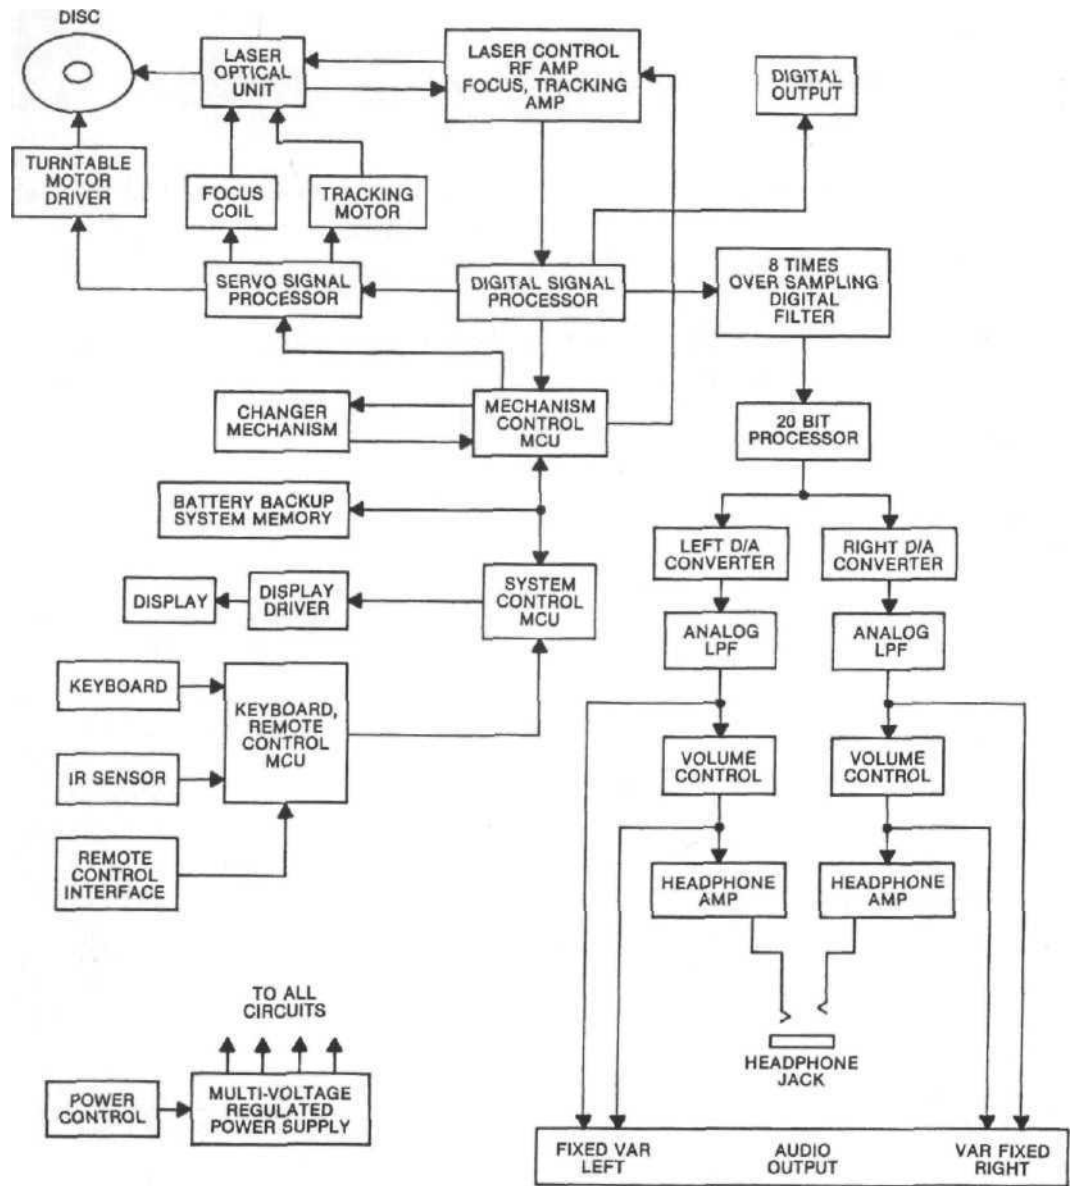 DISC
LASER
OPTICAL
UNIT
LASER CONTROL
RF AMP
FOCUS, TRACKING
AMP
DIGITAL
OUTPUT
TURNTABLE
MOTOR
DRIVER
FOCUS
COIL
TRACKING
MOTOR
SERVO SIGNAL
PROCESSOR
DIGITAL SIGNAL
PROCESSOR
8 TIMES
OVER SAMPLING
DIGITAL
FILTER
CHANGER
MECHANISM
MECHANISM
CONTROL
MCU
20 BIT
PROCESSOR
BATTERY BACKUP
SYSTEM MEMORY
LEFT D/A
CONVERTER
RIGHT D/A
CONVERTER
DISPLAY
DISPLAY
DRIVER
SYSTEM
CONTROL
MCU
ANALOG
LPF
ANALOG
LPF
KEYBOARD
KEYBOARD,
REMOTE
CONTROL
MCU
IR SENSOR
VOLUME
CONTROL
VOLUME
CONTROL
REMOTE
CONTROL
INTERFACE
HEADPHONE
AMP
HEADPHONE
AMP
TO ALL
CIRCUITS
HEADPHONE
JACK
POWER
CONTROL
MULTI-VOLTAGE
REGULATED
POWER SUPPLY
FIXED VAR
LEFT
AUDIO
OUTPUT
VAR FIXED
RIGHT